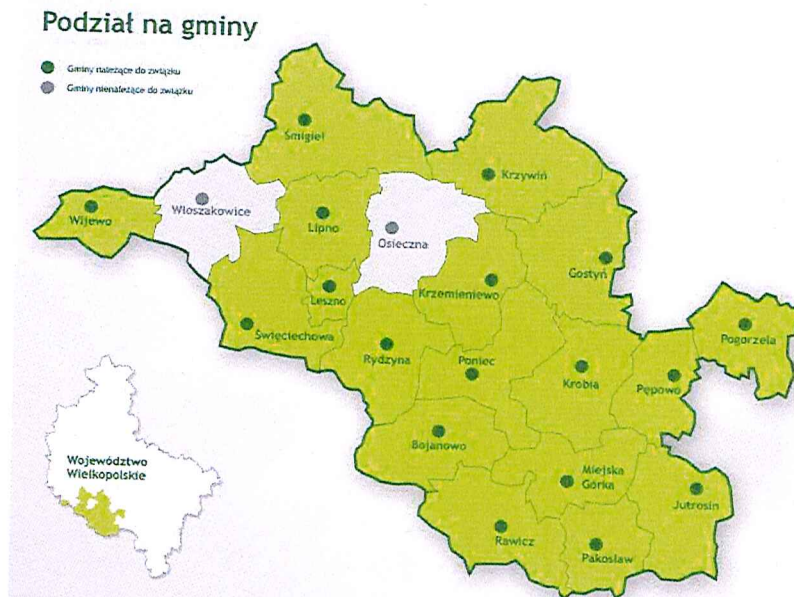 Podział na gminy
Gminy należące do związku
Gminy nienależące do związku
Śmigiel
Krzywiń
Wijewo
Włoszakowice
Lipno
Osieczna
Gostyń
Leszno
Krzemieniewo
Święciechowa
Rydzyna
Poniec
Krobia
Pępowo
Pogorzela
Bojanowo
Miejska
Górka
Jutrosin
Rawicz
Pakosław
Województwo
Wielkopolskie